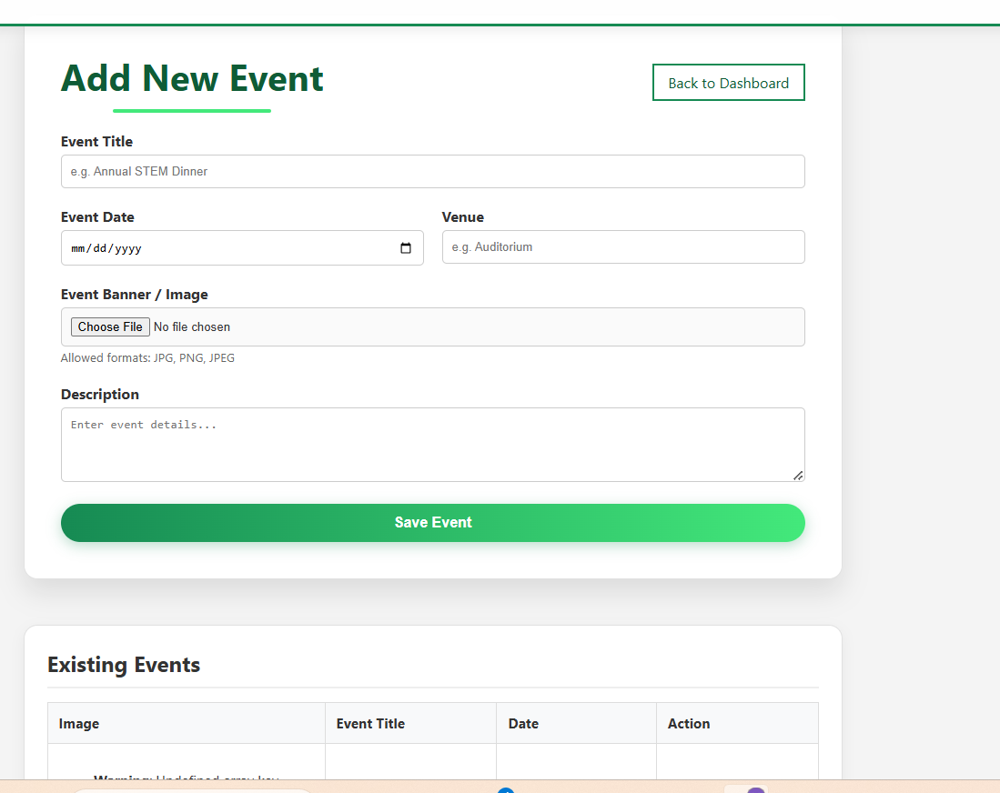 Add New Event
Back to Dashboard
Event Title
e.g. Annual STEM Dinner
Event Date
Venue
mm/dd/yyyy
e.g. Auditorium
Event Banner / Image
Choose File No file chosen
Allowed formats: JPG, PNG, JPEG
Description
Enter event details...
Save Event
Existing Events
Image
Event Title
Date
Action
Warning: Undefined array key